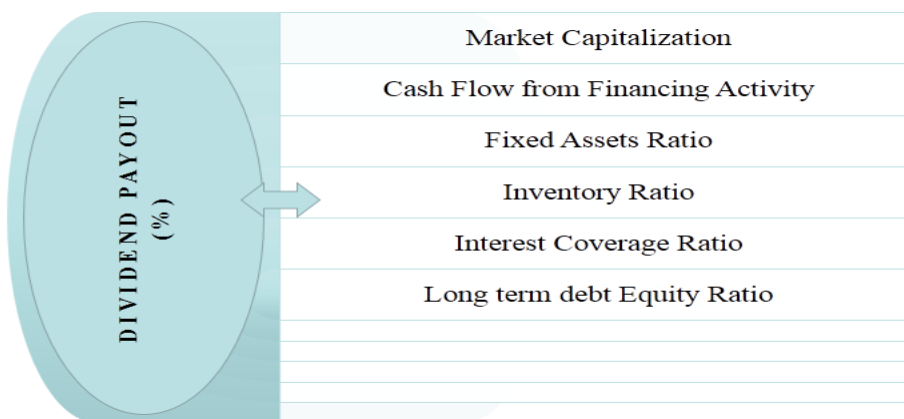 DIVIDEND PAYOUT
(%)
Market Capitalization
Cash Flow from Financing Activity
Fixed Assets Ratio
Inventory Ratio
Interest Coverage Ratio
Long term debt Equity Ratio